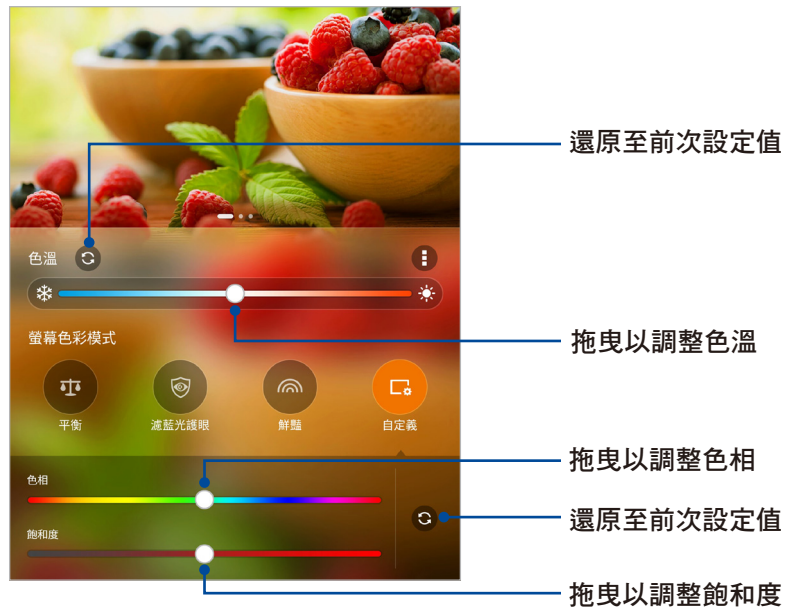 還原至前次設定值
色溫
拖曳以調整色溫
螢幕色彩模式
平衡
濾藍光護眼
鮮豔
自定義
拖曳以調整色相
色相
還原至前次設定值
飽和度
拖曳以調整飽和度